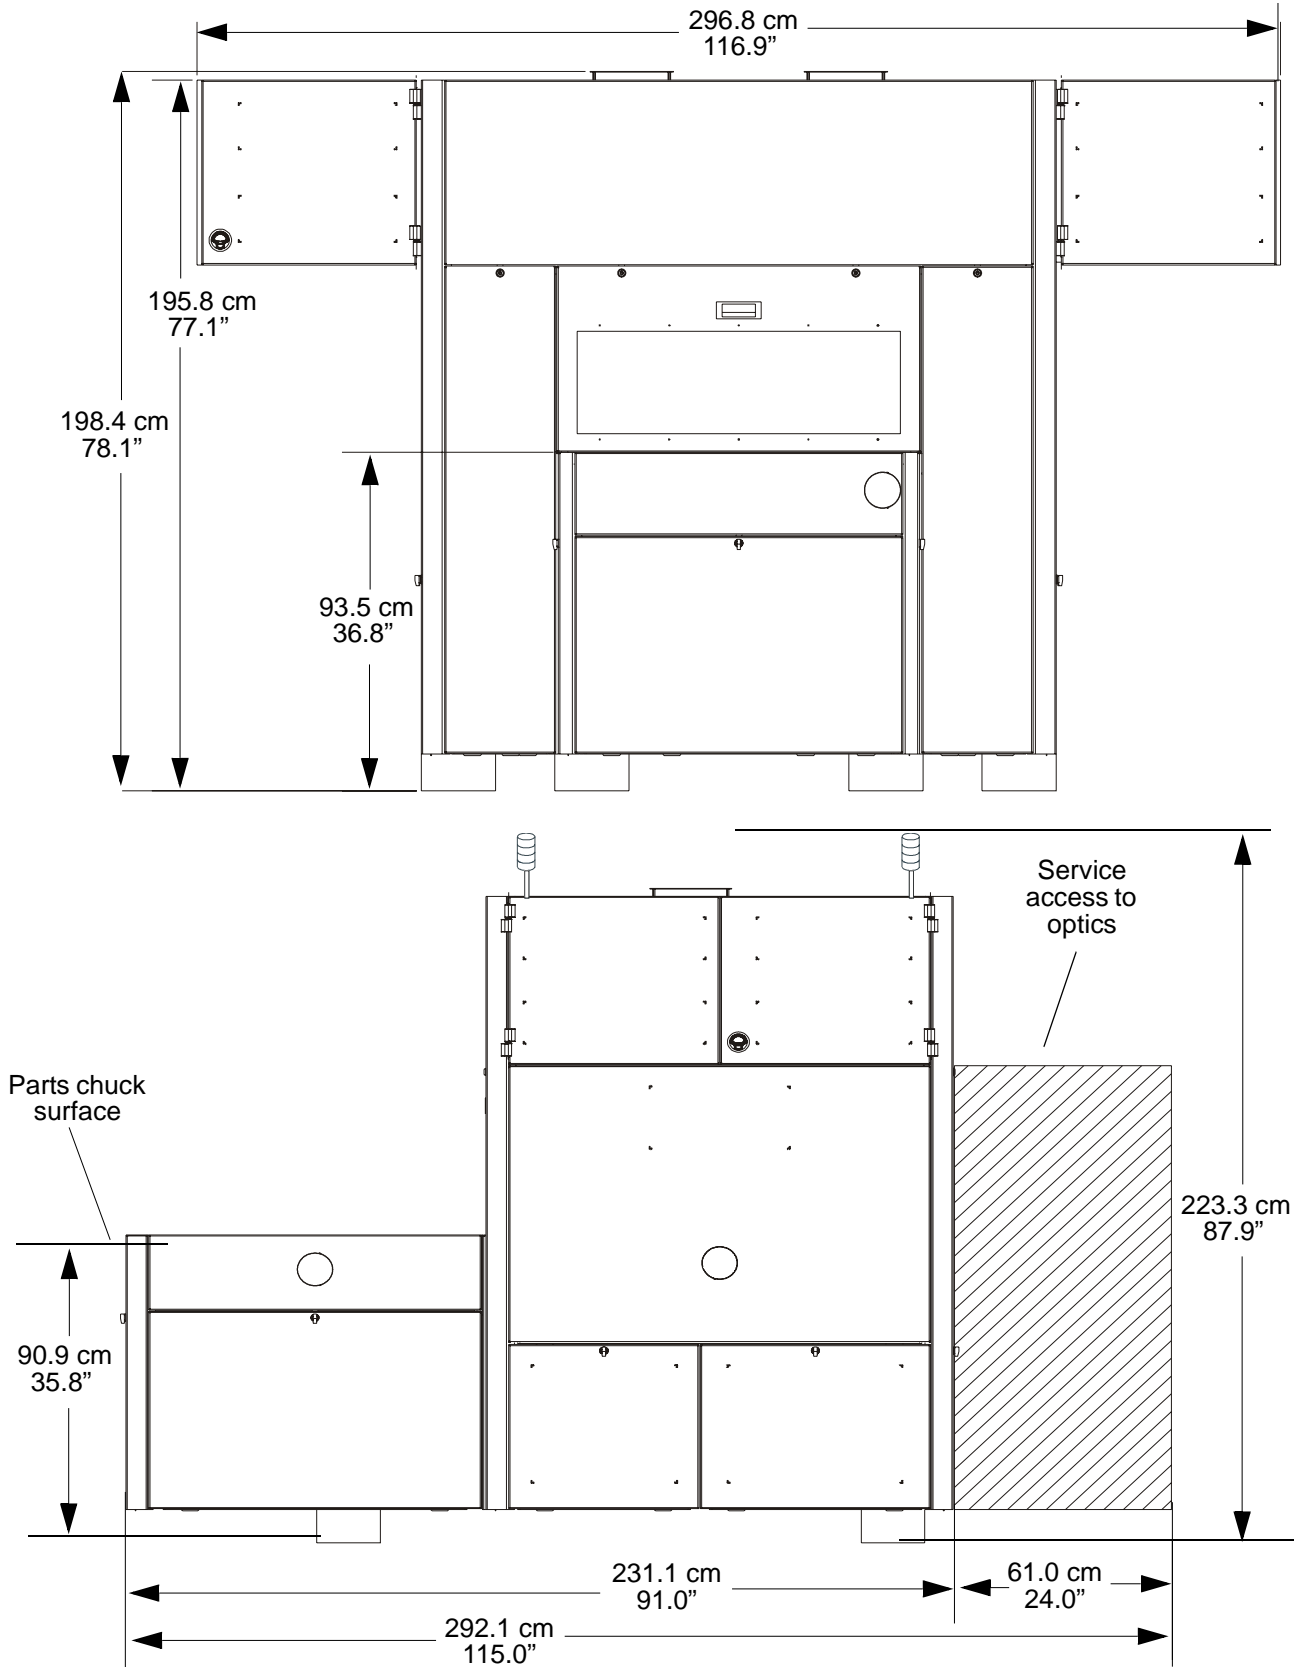 296.8 cm
116.9”
195.8 cm
77.1”
198.4 cm
78.1”
93.5 cm
36.8”
Service
access to
optics
Parts chuck
surface
223.3 cm
87.9”
90.9 cm
35.8”
231.1 cm
91.0”
61.0 cm
24.0”
292.1 cm
115.0”